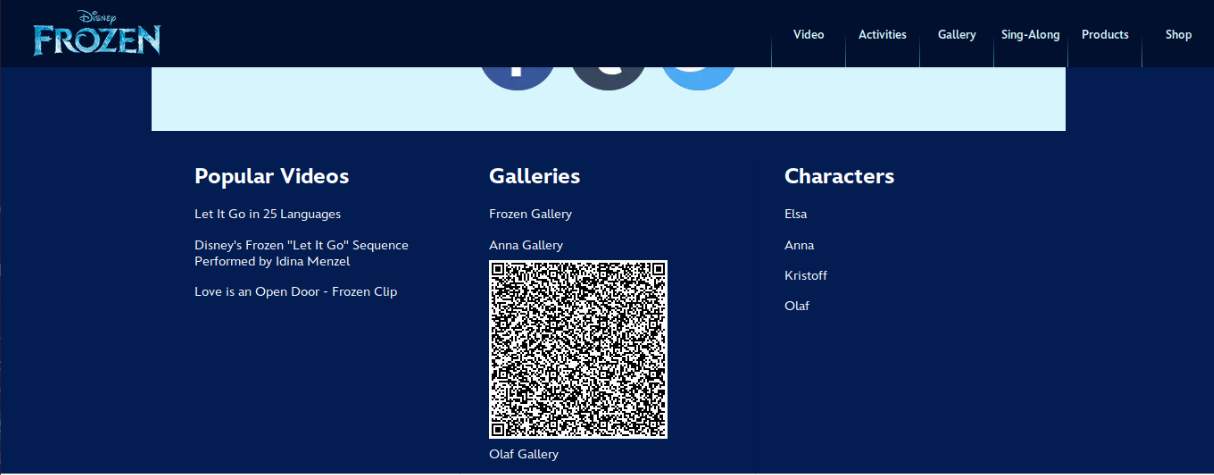 Disney
FROZEN
Video
Activities
Gallery
Sing-Along
Products
Shop
Popular Videos
Let It Go in 25 Languages
Disney's Frozen "Let It Go" Sequence
Performed by Idina Menzel
Love is an Open Door - Frozen Clip
Galleries
Frozen Gallery
Anna Gallery
Olaf Gallery
Characters
Elsa
Anna
Kristoff
Olaf